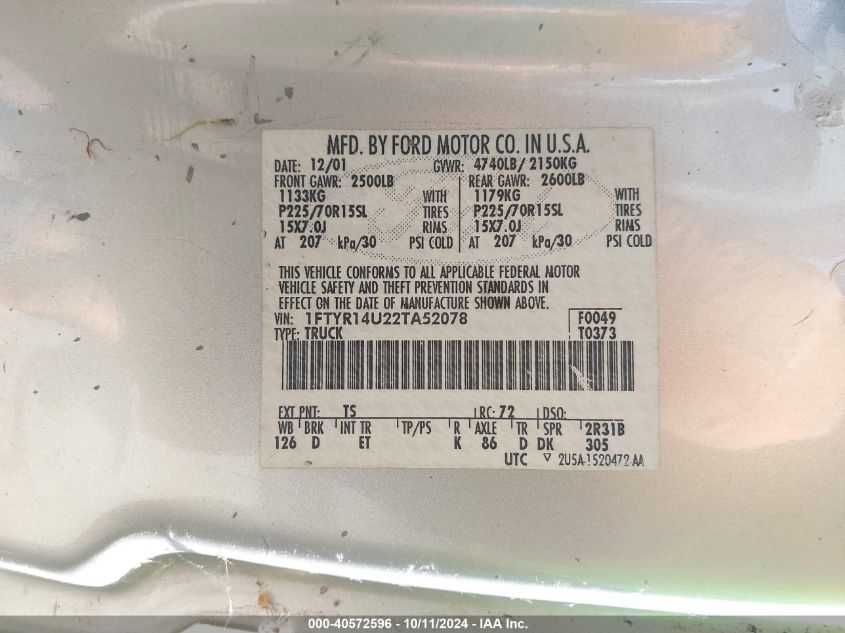 MFD. BY FORD MOTOR CO. IN U.S.A.
DATE: 12/01 GVWR: 4740LB/ 2150KG
FRONT GAWR: 2500LB REAR GAWR: 2600LB
1133KG WITH 1179KG WITH
P225/70R15SL TIRES P225/70R15SL TIRES
15X7.0J RIMS 15X7.0J RIMS
AT 207 kPa/30 PSI COLD AT 207 kPa/30 PSI COLD
THIS VEHICLE CONFORMS TO ALL APPLICABLE FEDERAL MOTOR
VEHICLE SAFETY AND THEFT PREVENTION STANDARDS IN
EFFECT ON THE DATE OF MANUFACTURE SHOWN ABOVE.
VIN: 1FTYR14U22TA52078 F0049
TYPE: TRUCK T0373
EXT PNT: TS RC: 72 DSO:
WB BRK INT TR TP/PS R AXLE TR SPR 2R31B
126 D ET K 86 D DK 305
UTC ▽ 2U5A-1520472-AA
000-40572596 - 10/11/2024 - IAA Inc.